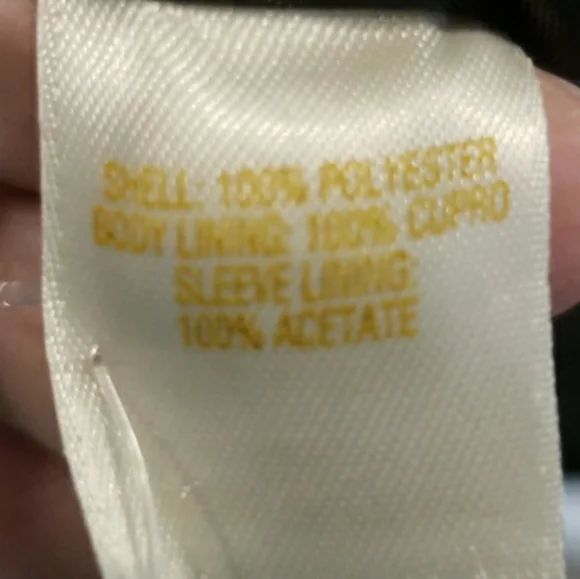 SHELL: 100% POLYESTER
BODY LINING: 100% CUPRO
SLEEVE LINING:
100% ACETATE